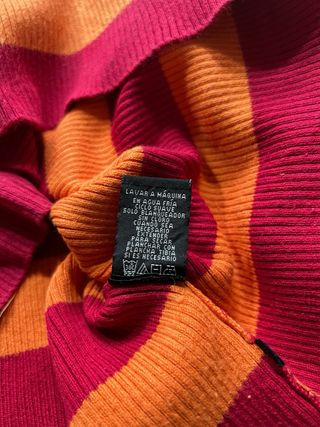 LAVAR A MÁQUINA
EN AGUA FRÍA
CICLO SUAVE
SOLO BLANQUEADOR
SIN CLORO
CUANDO SEA
NECESARIO
EXTENDER
PARA SECAR
PLANCHAR CON
PLANCHA TIBIA
SI ES NECESARIO